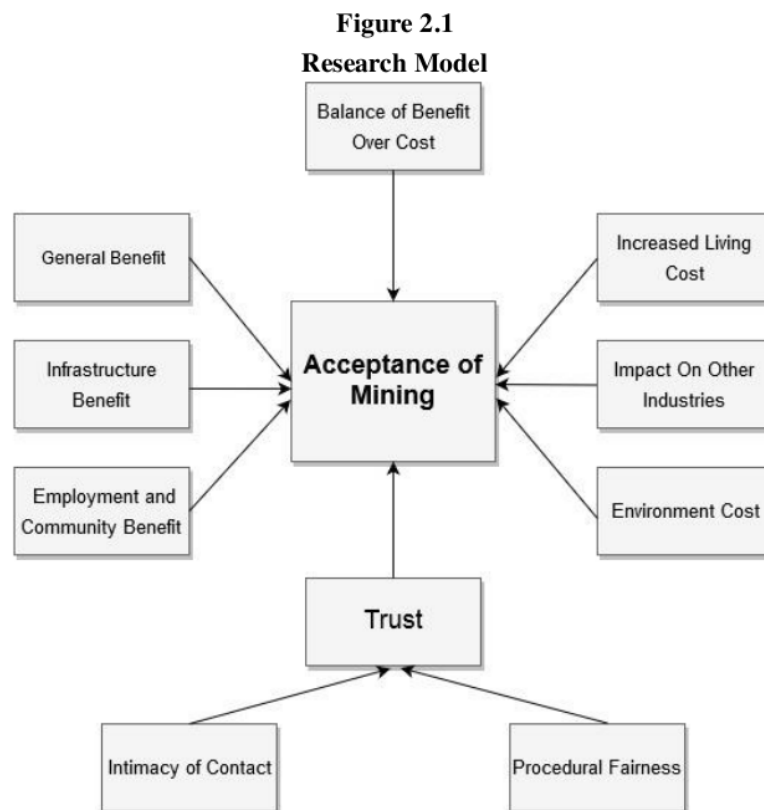 Figure 2.1
Research Model
Balance of Benefit
Over Cost
General Benefit
Increased Living
Cost
Infrastructure
Benefit
Acceptance of
Mining
Impact On Other
Industries
Employment and
Community Benefit
Environment Cost
Trust
Intimacy of Contact
Procedural Fairness